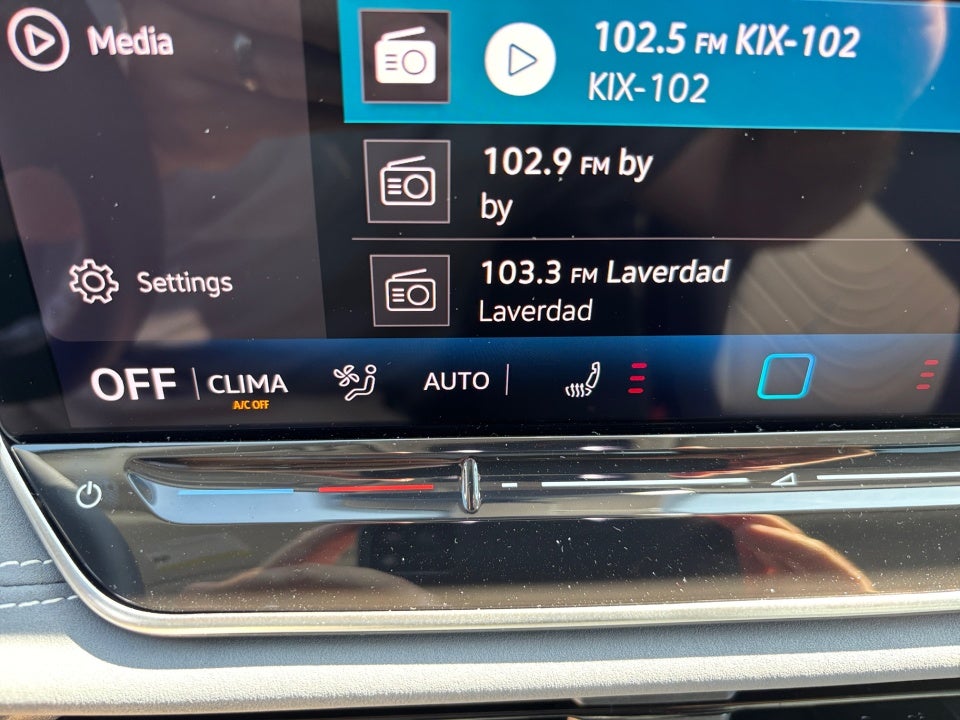 Media
102.5 FM KIX-102
KIX-102
102.9 FM by
by
103.3 FM Laverdad
Laverdad
Settings
OFF CLIMA AUTO
A/C OFF